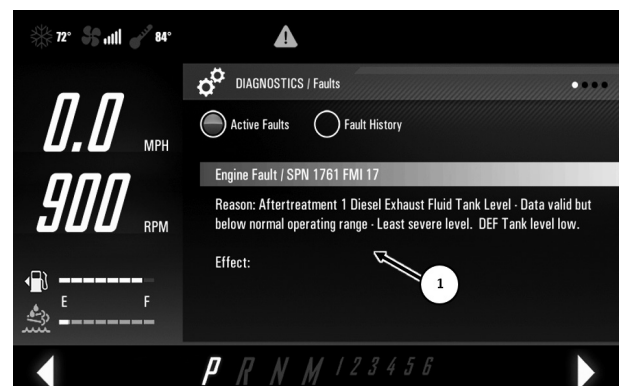 72° 84°
DIAGNOSTICS / Faults
Active Faults Fault History
0.0 MPH
Engine Fault / SPN 1761 FMI 17
Reason: Aftertreatment 1 Diesel Exhaust Fluid Tank Level - Data valid but
below normal operating range - Least severe level. DEF Tank level low.
900 RPM
Effect:
1
E F
P R N M 1 2 3 4 5 6